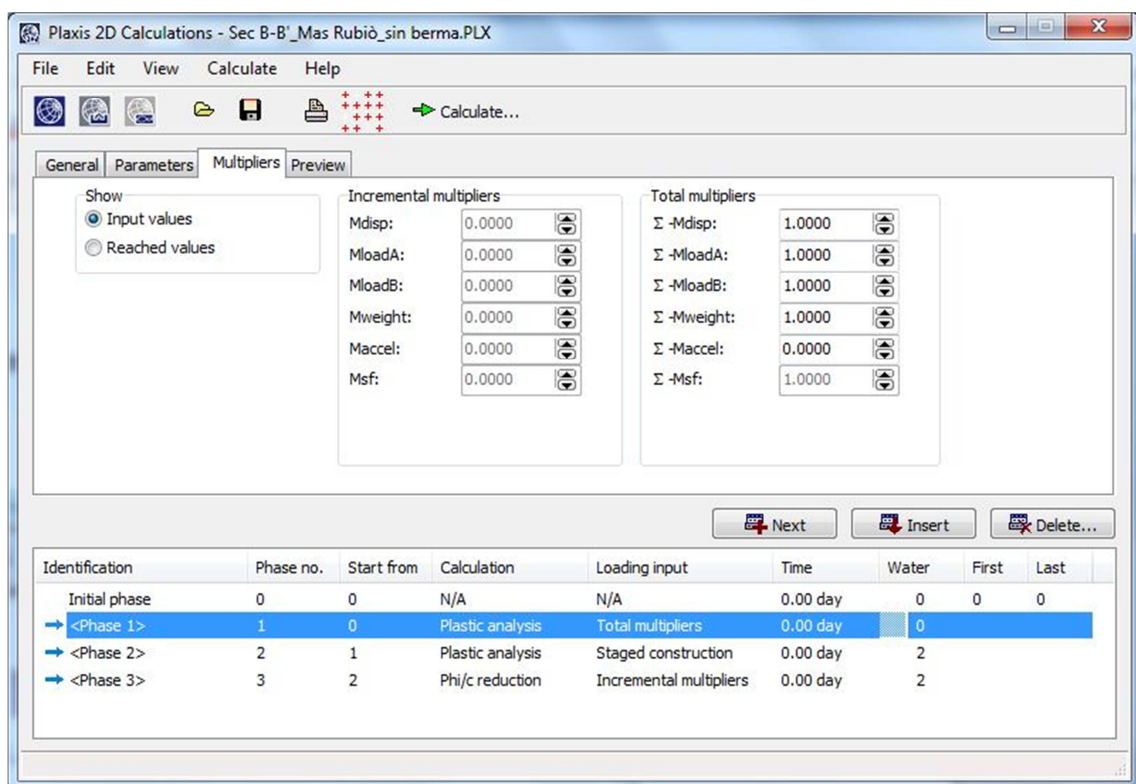 Plaxis 2D Calculations - Sec B-B'_Mas Rubiò_sin berma.PLX
File Edit View Calculate Help
Calculate...
General Parameters Multipliers Preview
Show
Input values
Reached values
Incremental multipliers
Mdisp: 0.0000
MloadA: 0.0000
MloadB: 0.0000
Mweight: 0.0000
Maccel: 0.0000
Msf: 0.0000
Total multipliers
Σ -Mdisp: 1.0000
Σ -MloadA: 1.0000
Σ -MloadB: 1.0000
Σ -Mweight: 1.0000
Σ -Maccel: 0.0000
Σ -Msf: 1.0000
Next Insert Delete...
Identification Phase no. Start from Calculation Loading input Time Water First Last
Initial phase 0 0 N/A N/A 0.00 day 0 0 0
<Phase 1> 1 0 Plastic analysis Total multipliers 0.00 day 0
<Phase 2> 2 1 Plastic analysis Staged construction 0.00 day 2
<Phase 3> 3 2 Phi/c reduction Incremental multipliers 0.00 day 2